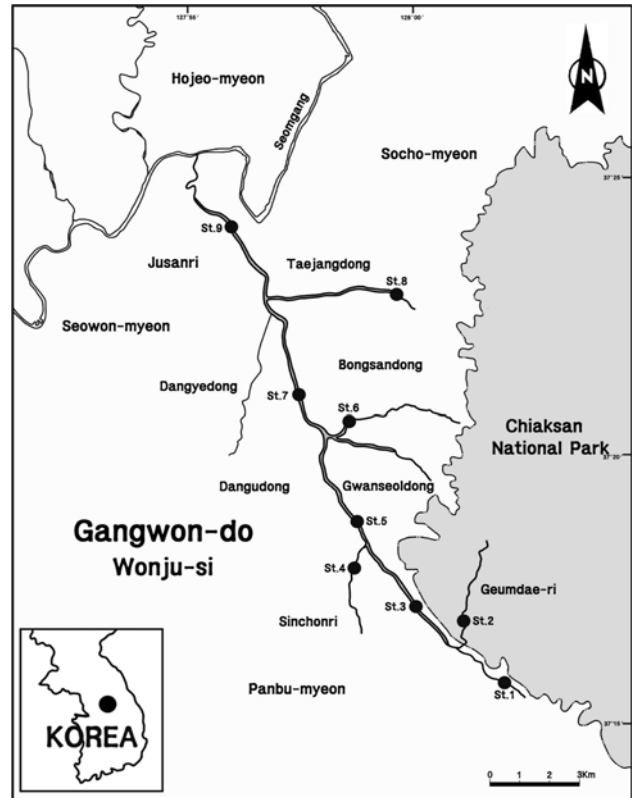 127°55
128°00
Hojeo-myeon
Seomgang
N
Socho-myeon
37°25
St.9
Jusanri
Taejangdong
St.8
Seowon-myeon
Bongsandong
Dangyedong
St.7
St.6
Chiaksan
National Park
37°20
Dangudong
Gwanseoldong
St.5
Gangwon-do
Wonju-si
St.4
Geumdae-ri
St.3
St.2
Sinchonri
Panbu-myeon
St.1
KOREA
37°15
0 1 2 3Km